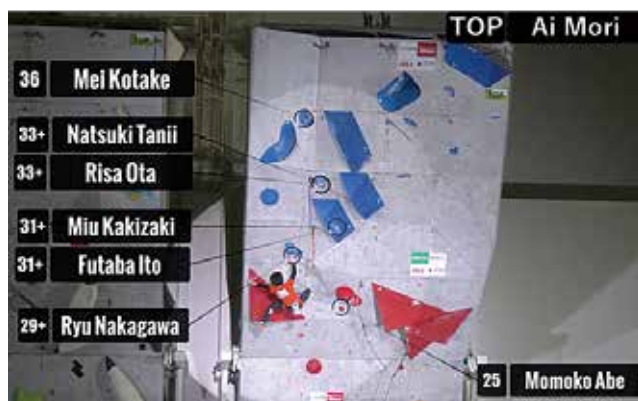 TOP Ai Mori
36 Mei Kotake
33+ Natsuki Tanii
33+ Risa Ota
31+ Miu Kakizaki
31+ Futaba Ito
29+ Ryu Nakagawa
25 Momoko Abe